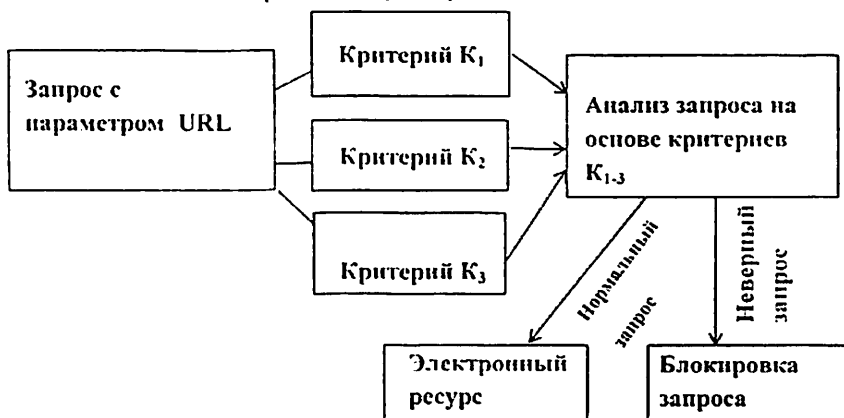 Критерий К₁
Запрос с
параметром URL
Анализ запроса на
основе критериев
К₁₋₃
Критерий К₂
Критерий К₃
Нормальный
запрос
Неверный
запрос
Электронный
ресурс
Блокировка
запроса